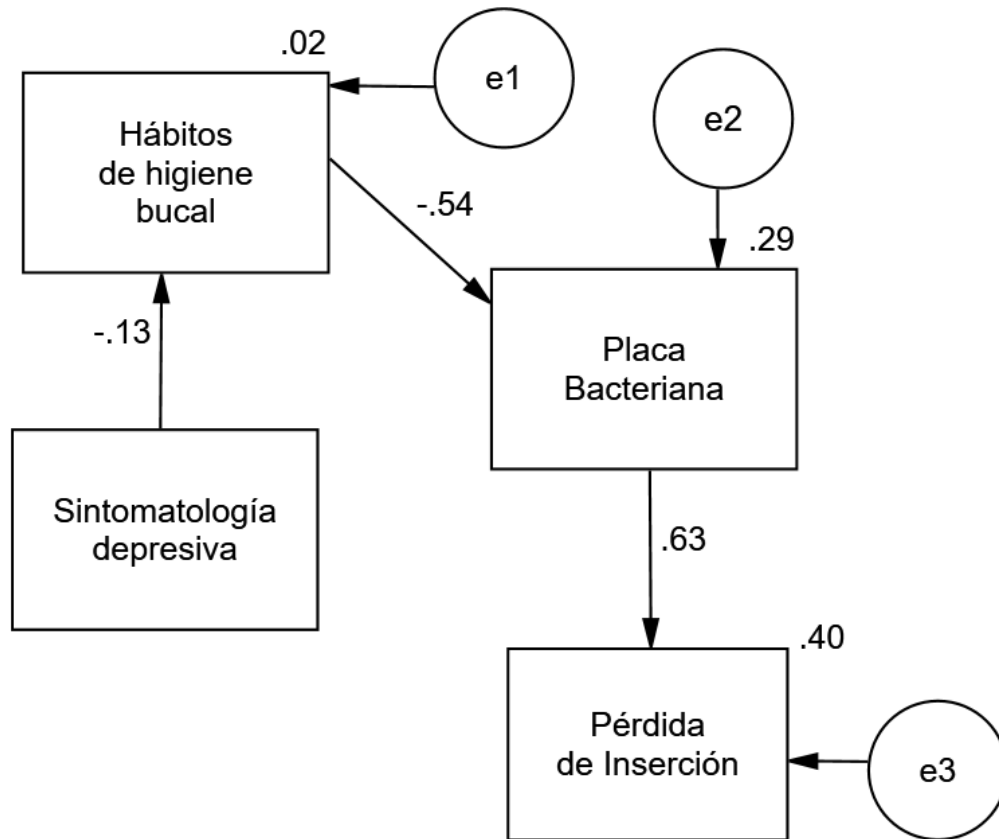 .02
e1
Hábitos
de higiene
bucal
e2
-.54
.29
-.13
Placa
Bacteriana
Sintomatología
depresiva
.63
.40
Pérdida
de Inserción
e3